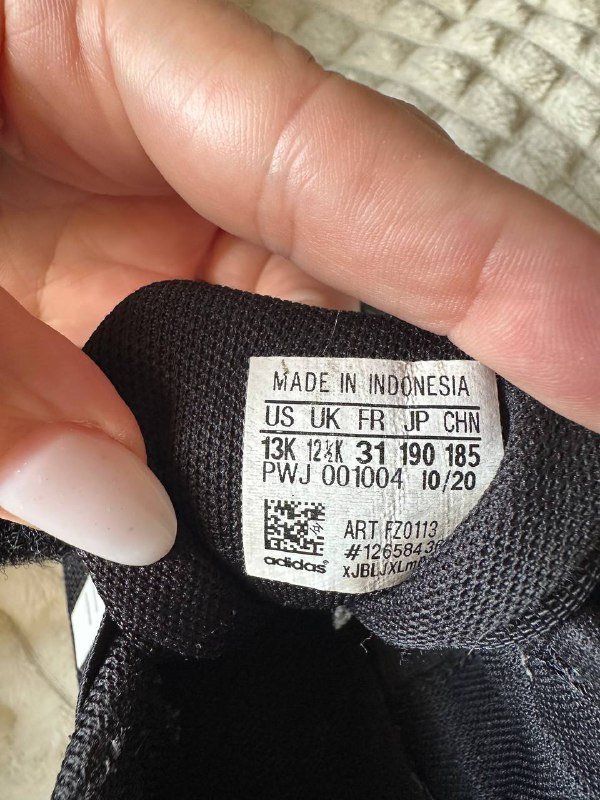 MADE IN INDONESIA
US UK FR JP CHN
13K 12½K 31 190 185
PWJ 001004 10/20
ART FZ0113
adidas